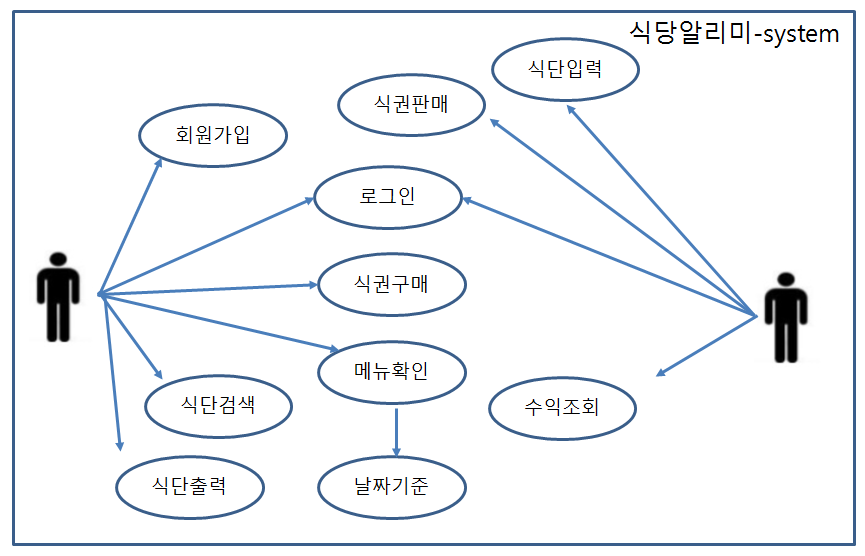 식당알리미-system
식단입력
식권판매
회원가입
로그인
식권구매
메뉴확인
식단검색
수익조회
식단출력
날짜기준